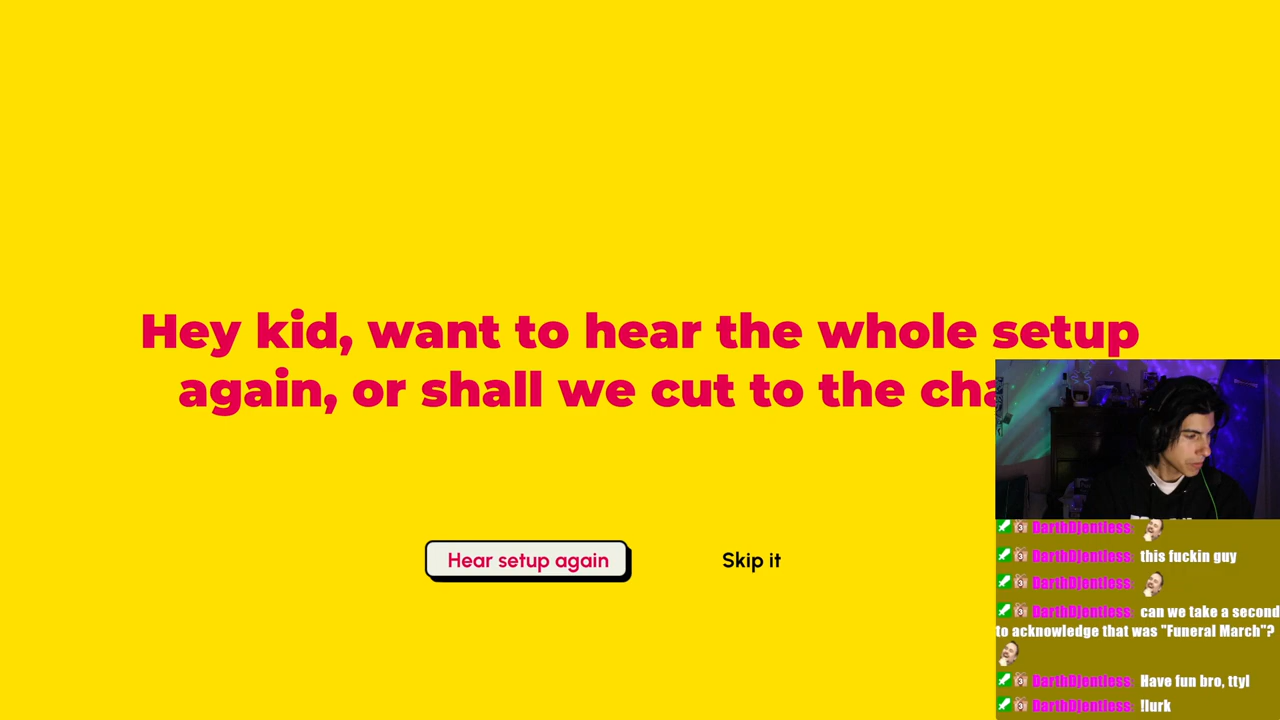 Hey kid, want to hear the whole setup
again, or shall we cut to the
Hear setup again
Skip it
DarthDjentless:
DarthDjentless: this fuckin guy
DarthDjentless:
DarthDjentless: can we take a second
to acknowledge that was "Funeral March"?
DarthDjentless: Have fun bro, ttyl
DarthDjentless: !lurk